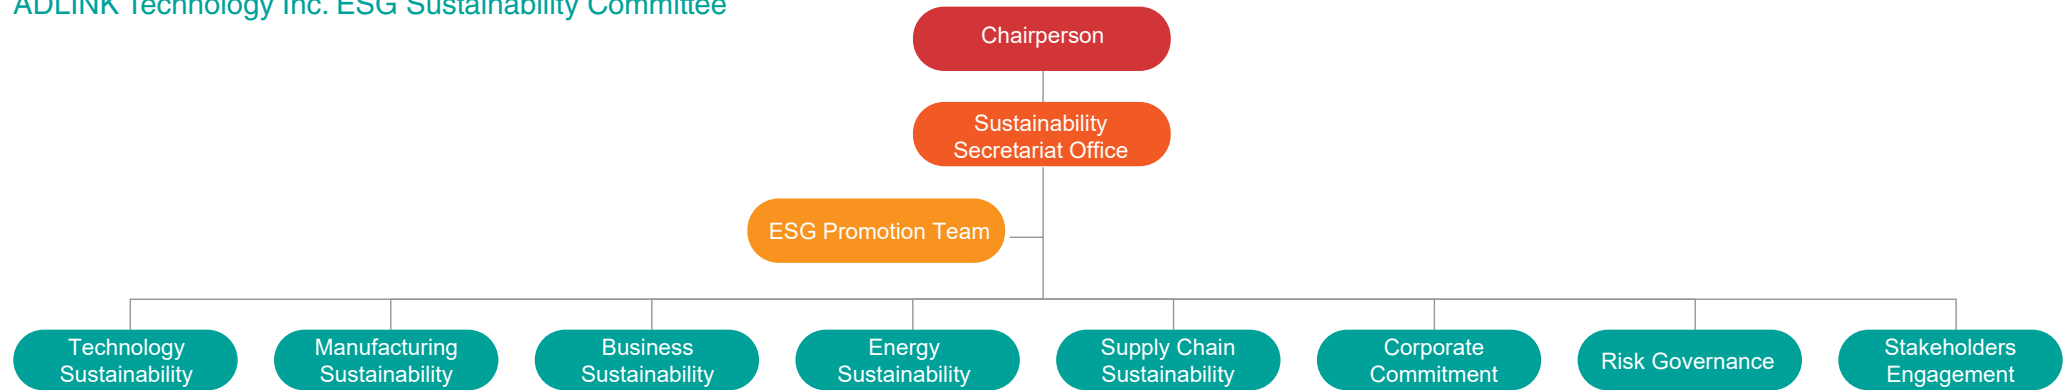 ADLINK Technology Inc. ESG Sustainability Committee
Chairperson
Sustainability
Secretariat Office
ESG Promotion Team
Technology
Sustainability
Manufacturing
Sustainability
Business
Sustainability
Energy
Sustainability
Supply Chain
Sustainability
Corporate
Commitment
Risk Governance
Stakeholders
Engagement